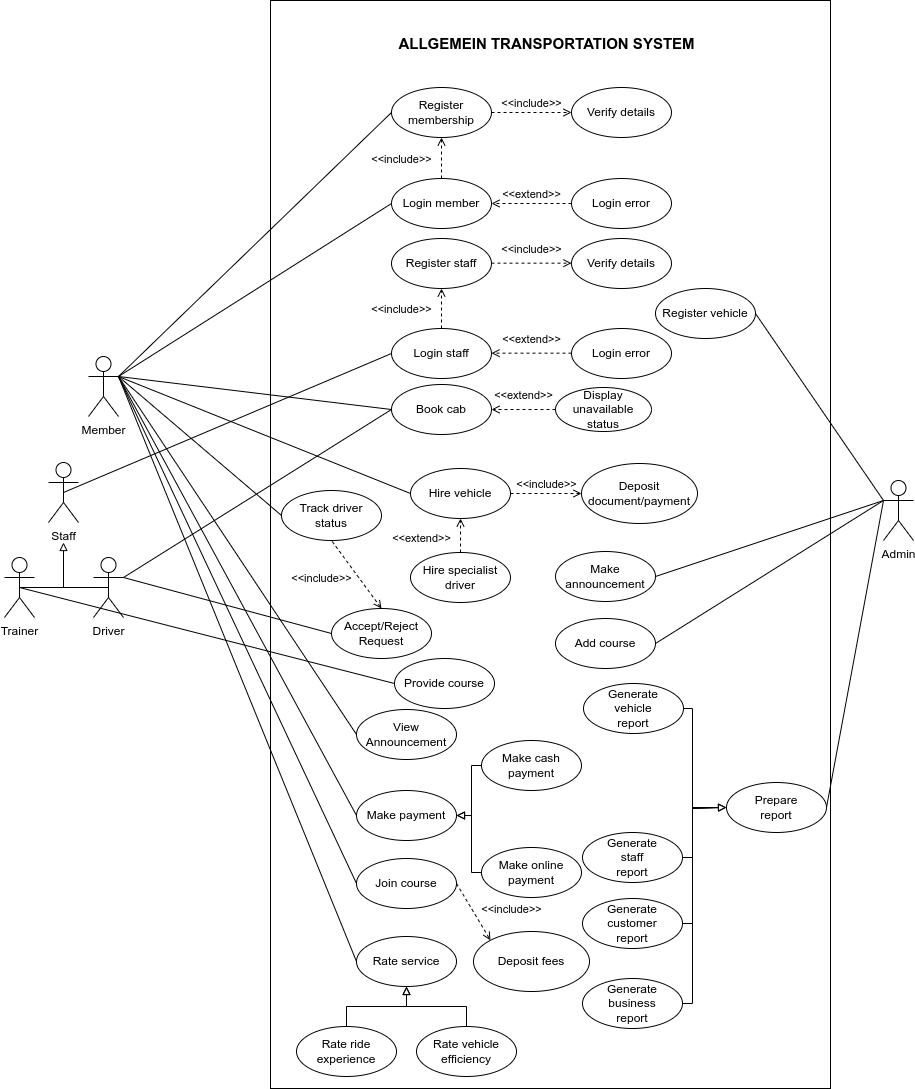 ALLGEMEIN TRANSPORTATION SYSTEM
Register
membership
<<include>>
Verify details
<<include>>
Login member
<<extend>>
Login error
Register staff
<<include>>
Verify details
<<include>>
Register vehicle
Login staff
<<extend>>
Login error
Book cab
<<extend>>
Display
unavailable
status
Member
Staff
Trainer
Driver
Admin
Hire vehicle
<<include>>
Deposit
document/payment
Track driver
status
<<extend>>
<<include>>
Hire specialist
driver
Make
announcement
Accept/Reject
Request
Add course
Provide course
Generate
vehicle
report
View
Announcement
Make cash
payment
Make payment
Prepare
report
Make online
payment
Generate
staff
report
Join course
<<include>>
Generate
customer
report
Rate service
Deposit fees
Generate
business
report
Rate ride
experience
Rate vehicle
efficiency